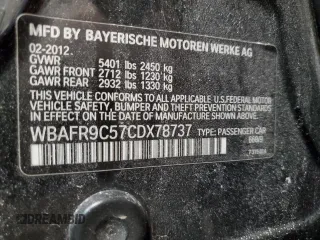 MFD BY BAYERISCHE MOTOREN WERKE AG
02-2012.
GVWR 5401 lbs 2450 kg
GAWR FRONT 2712 lbs 1230 kg
GAWR REAR 2932 lbs 1330 kg
THIS VEHICLE CONFORMS TO ALL APPLICABLE FEDERAL MOTOR VEHICLE
SAFETY, BUMPER AND THEFT PREVENTION STANDARDS
IN EFFECT ON THE DATE OF MANUFACTURE SHOWN ABOVE.
WBAFR9C57CDX78737 TYPE: PASSENGER CAR
DREAMBID